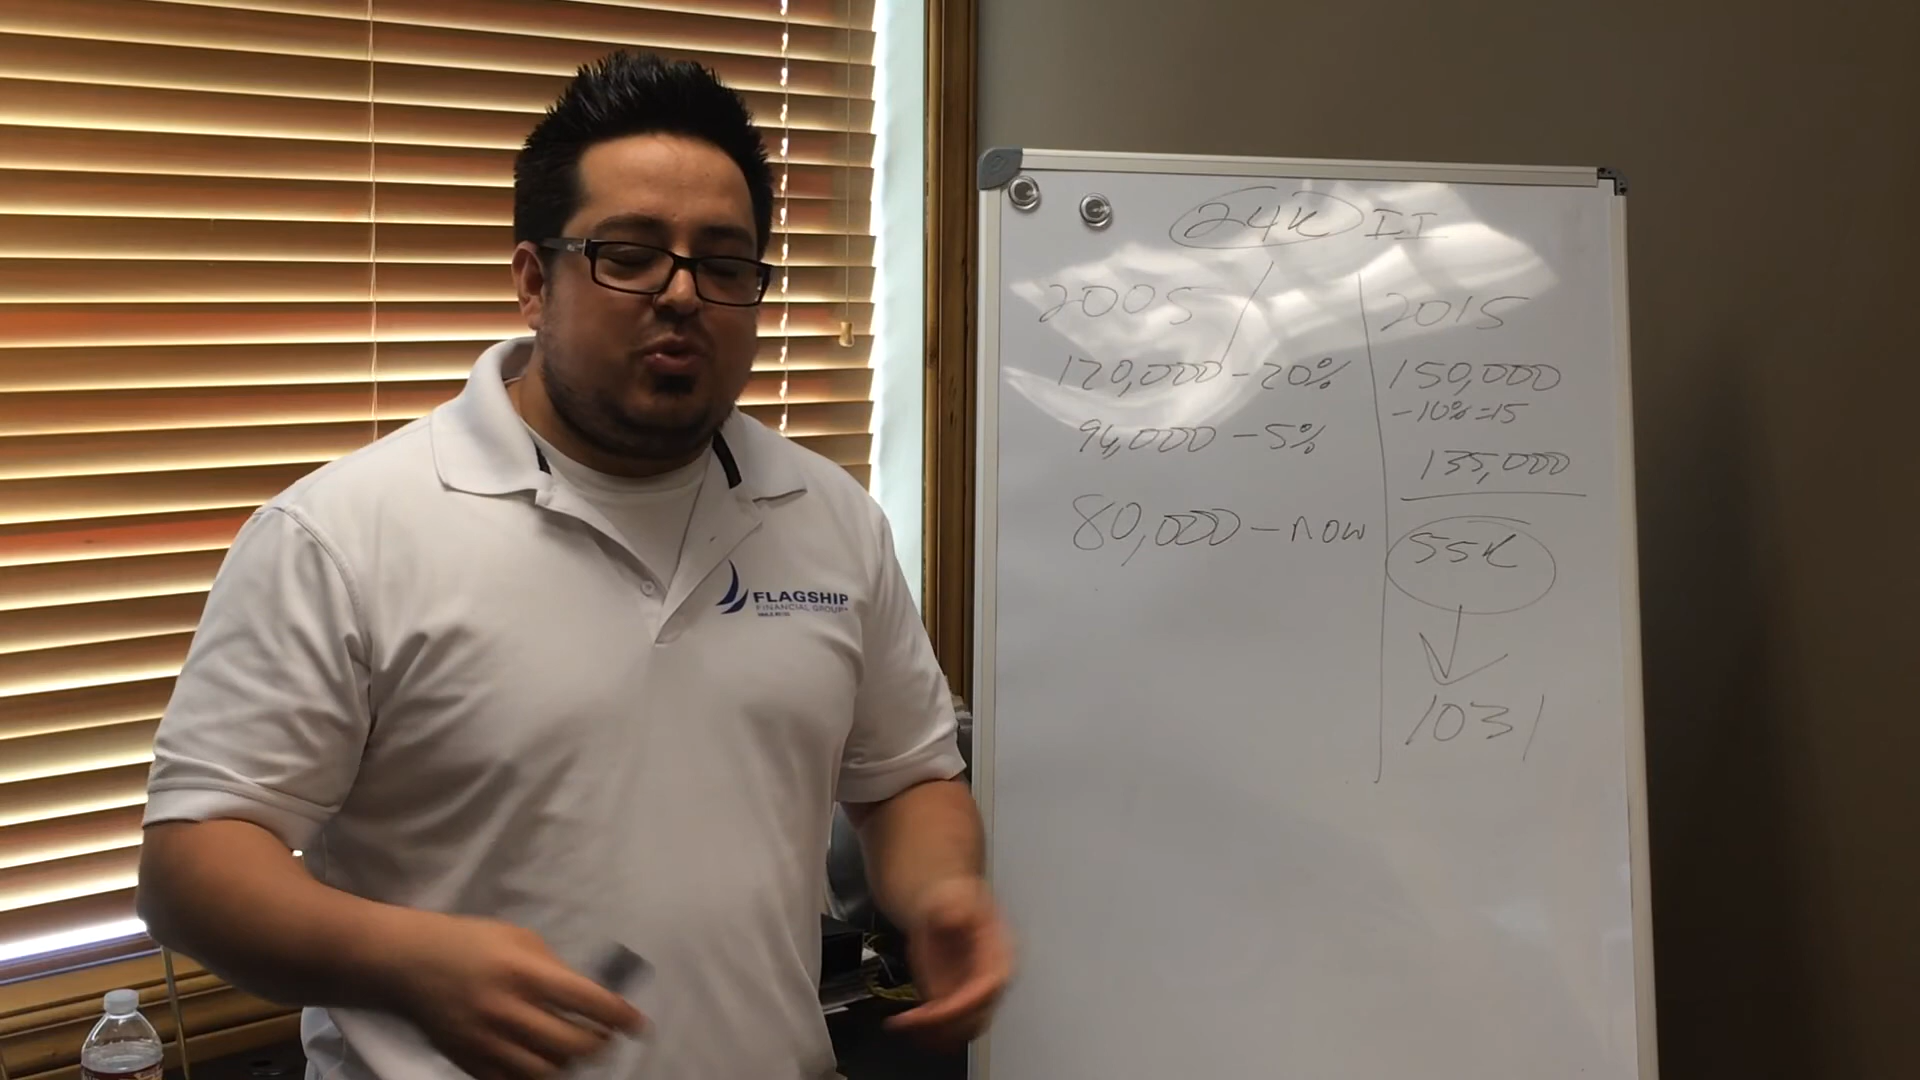 24K II
2005
120,000 - 20%
96,000 - 5%
80,000 - now
2015
150,000
- 10% = 15
135,000
55K
1031
FLAGSHIP
FINANCIAL GROUP